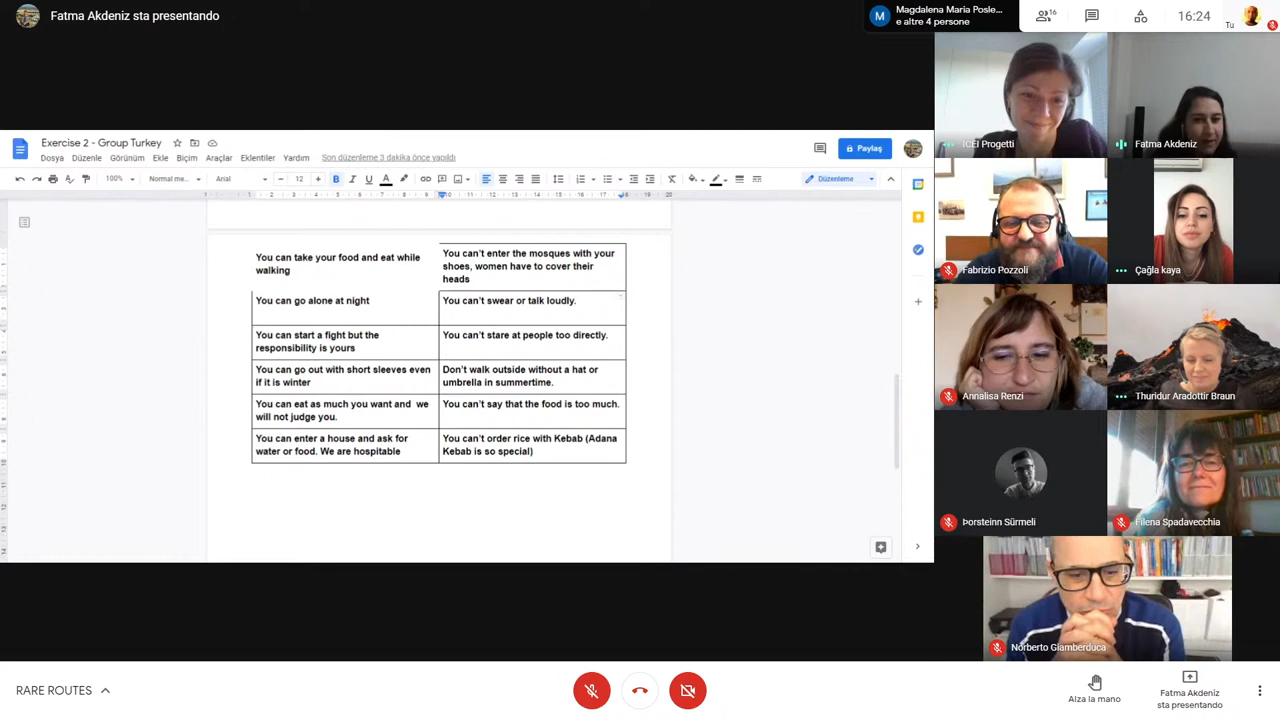 Fatma Akdeniz sta presentando
M
Magdalena Maria Posle...
e altre 4 persone
16
16:24
Tu
Exercise 2 - Group Turkey
Dosya Düzenle Görünüm Ekle Biçim Araçlar Eklentiler Yardım Son düzenleme 3 dakika önce yapıldı
Paylaş
100% Normal me... Arial 12 B I U A
Düzenleme
You can take your food and eat while
walking
You can't enter the mosques with your
shoes, women have to cover their
heads
You can go alone at night
You can't swear or talk loudly.
You can start a fight but the
responsibility is yours
You can't stare at people too directly.
You can go out with short sleeves even
if it is winter
Don't walk outside without a hat or
umbrella in summertime.
You can eat as much you want and we
will not judge you.
You can't say that the food is too much.
You can enter a house and ask for
water or food. We are hospitable
You can't order rice with Kebab (Adana
Kebab is so special)
ICEI Progetti
Fatma Akdeniz
Fabrizio Pozzoli
Çağla kaya
Annalisa Renzi
Thuridur Aradottir Braun
Þorsteinn Sürmeli
Filena Spadavecchia
Norberto Giamberduca
RARE ROUTES
Alza la mano
Fatma Akdeniz
sta presentando